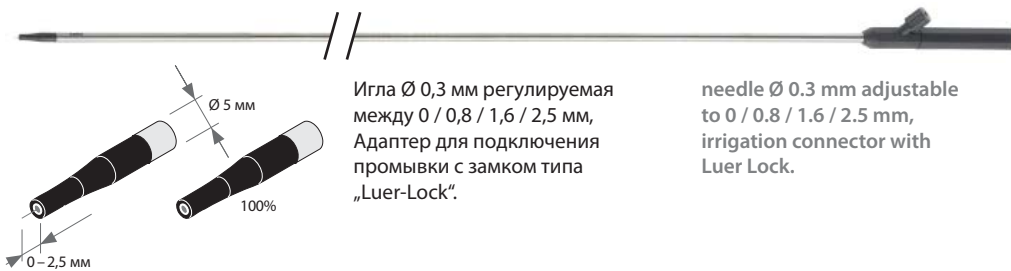 Ø 5 мм
100%
0–2,5 мм
Игла Ø 0,3 мм регулируемая
между 0 / 0,8 / 1,6 / 2,5 мм,
Адаптер для подключения
промывки с замком типа
„Luer-Lock“.
needle Ø 0.3 mm adjustable
to 0 / 0.8 / 1.6 / 2.5 mm,
irrigation connector with
Luer Lock.